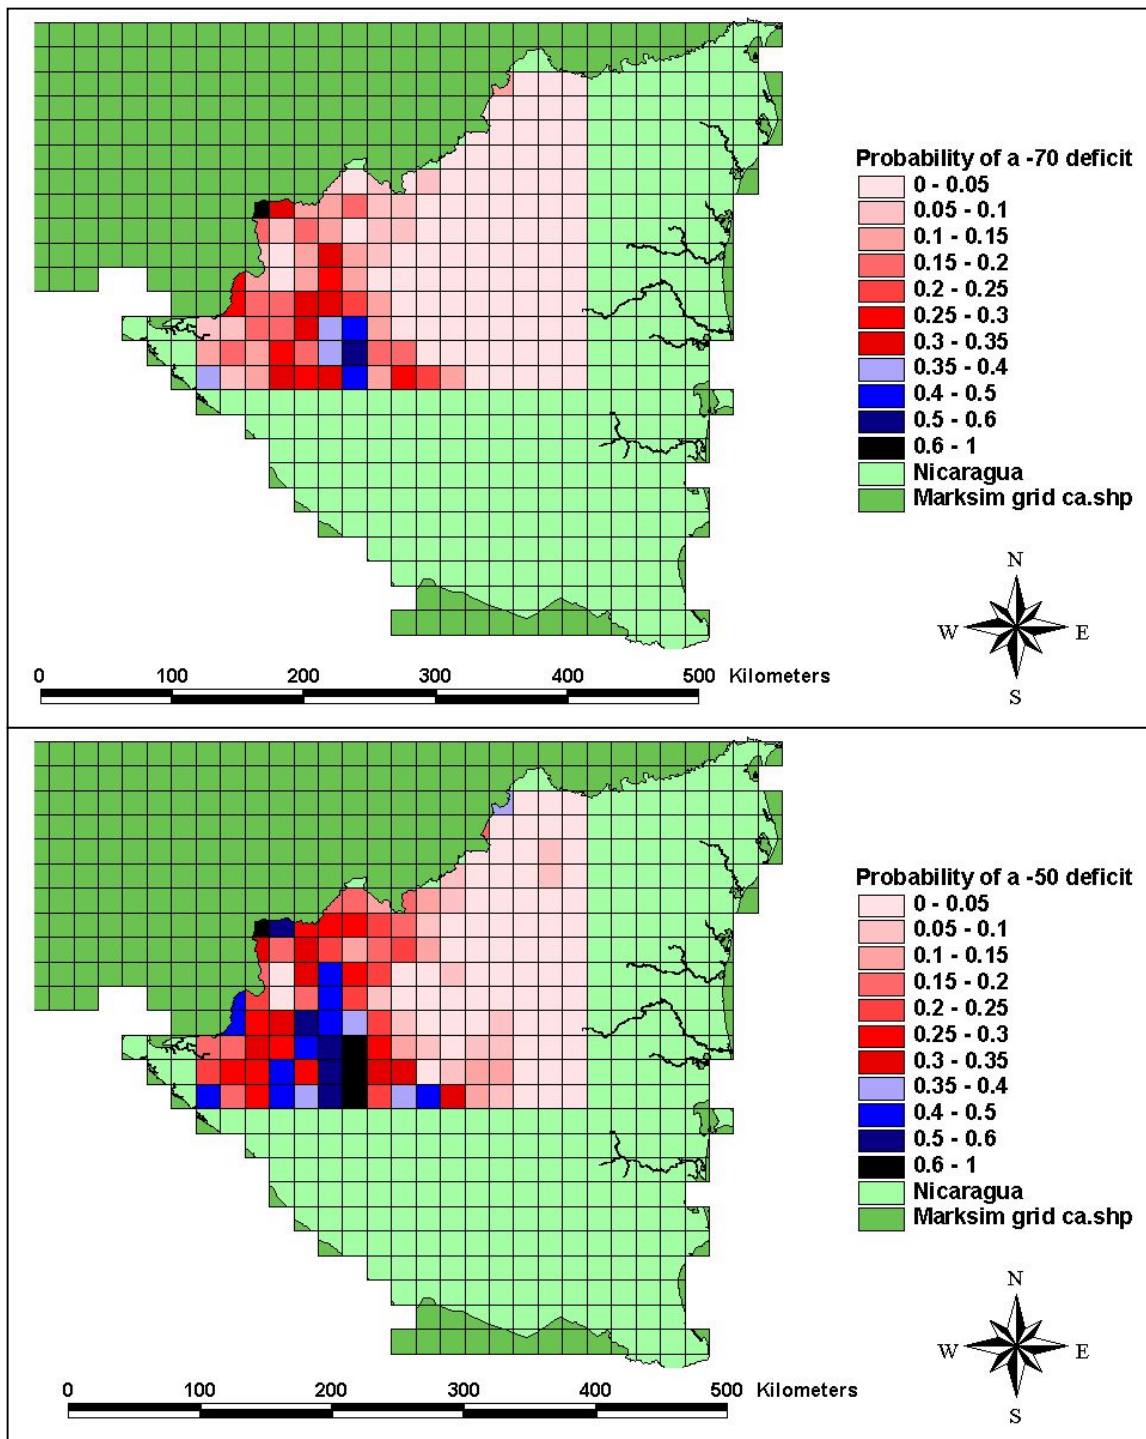 Probability of a -70 deficit
0 - 0.05
0.05 - 0.1
0.1 - 0.15
0.15 - 0.2
0.2 - 0.25
0.25 - 0.3
0.3 - 0.35
0.35 - 0.4
0.4 - 0.5
0.5 - 0.6
0.6 - 1
Nicaragua
Marksim grid ca.shp
N
W E
S
0 100 200 300 400 500 Kilometers
Probability of a -50 deficit
0 - 0.05
0.05 - 0.1
0.1 - 0.15
0.15 - 0.2
0.2 - 0.25
0.25 - 0.3
0.3 - 0.35
0.35 - 0.4
0.4 - 0.5
0.5 - 0.6
0.6 - 1
Nicaragua
Marksim grid ca.shp
N
W E
S
0 100 200 300 400 500 Kilometers